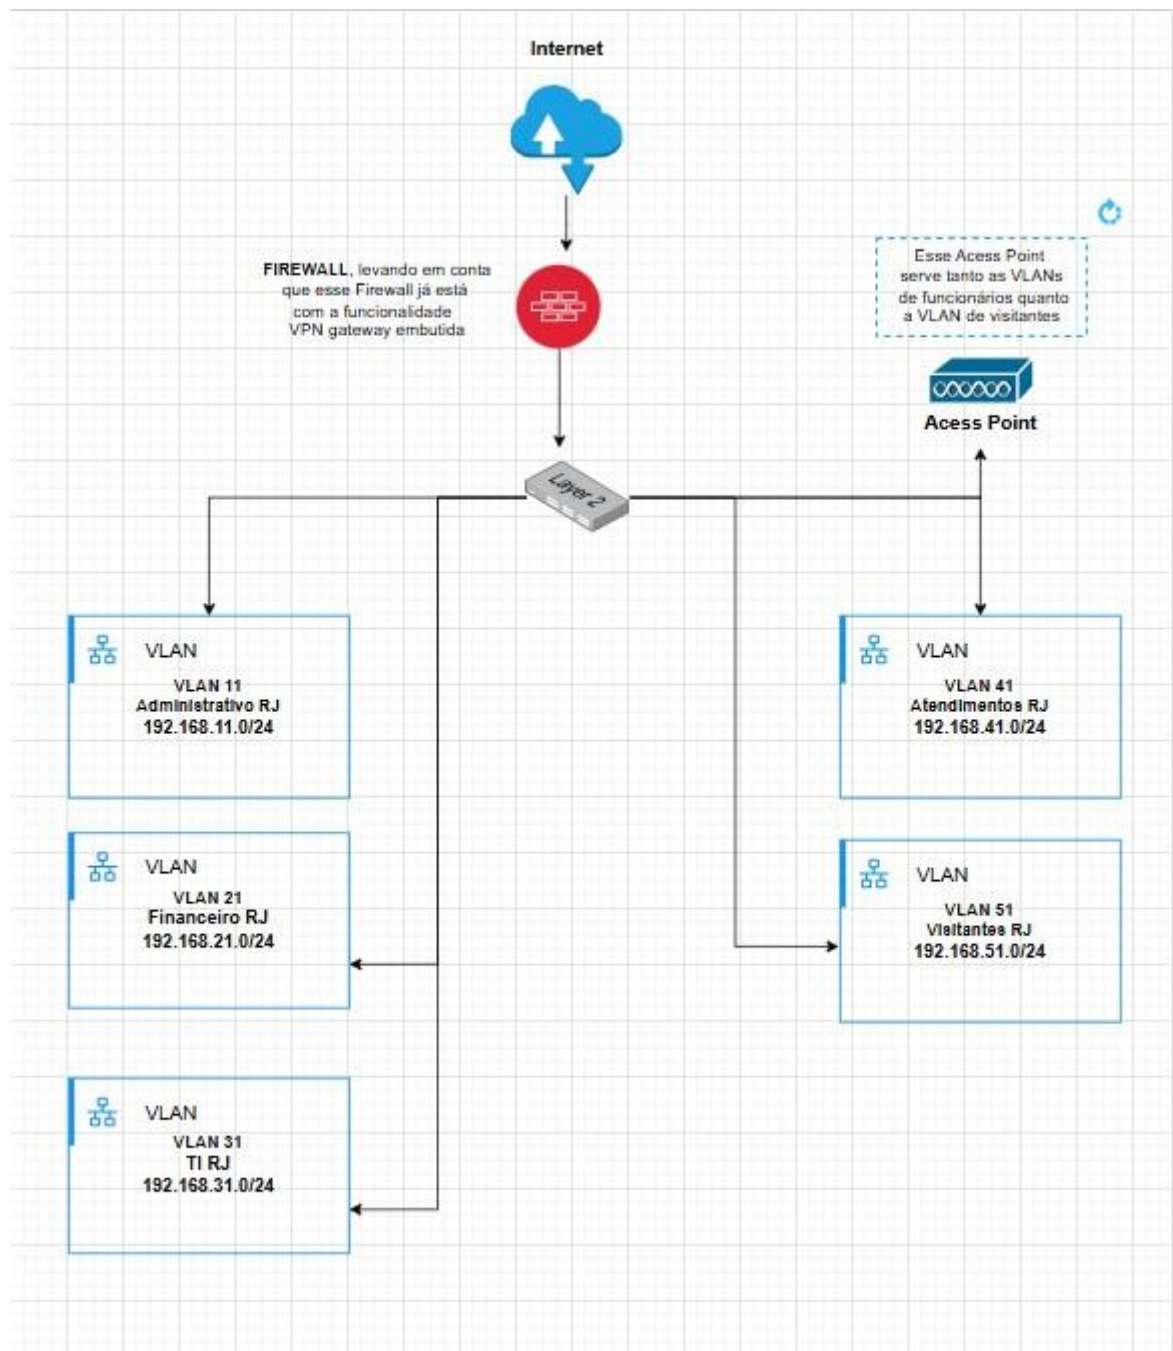 Internet
FIREWALL, levando em conta
que esse Firewall já está
com a funcionalidade
VPN gateway embutida
Esse Acess Point
serve tanto as VLANs
de funcionários quanto
a VLAN de visitantes
Acess Point
Layer 2
VLAN
VLAN 11
Administrativo RJ
192.168.11.0/24
VLAN
VLAN 41
Atendimentos RJ
192.168.41.0/24
VLAN
VLAN 21
Financeiro RJ
192.168.21.0/24
VLAN
VLAN 51
Visitantes RJ
192.168.51.0/24
VLAN
VLAN 31
TI RJ
192.168.31.0/24